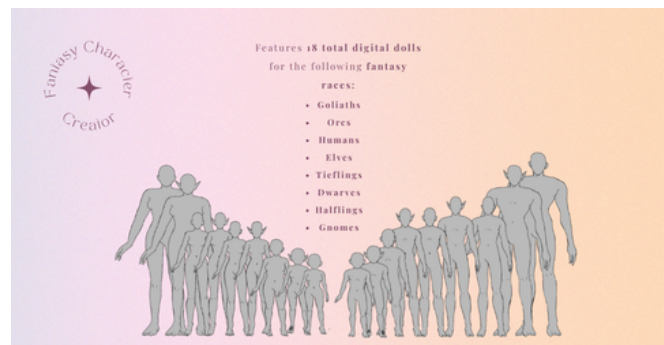 Fantasy Character
Creator
Features 18 total digital dolls
for the following fantasy
races:
• Goliaths
• Orcs
• Humans
• Elves
• Tieflings
• Dwarves
• Halflings
• Gnomes